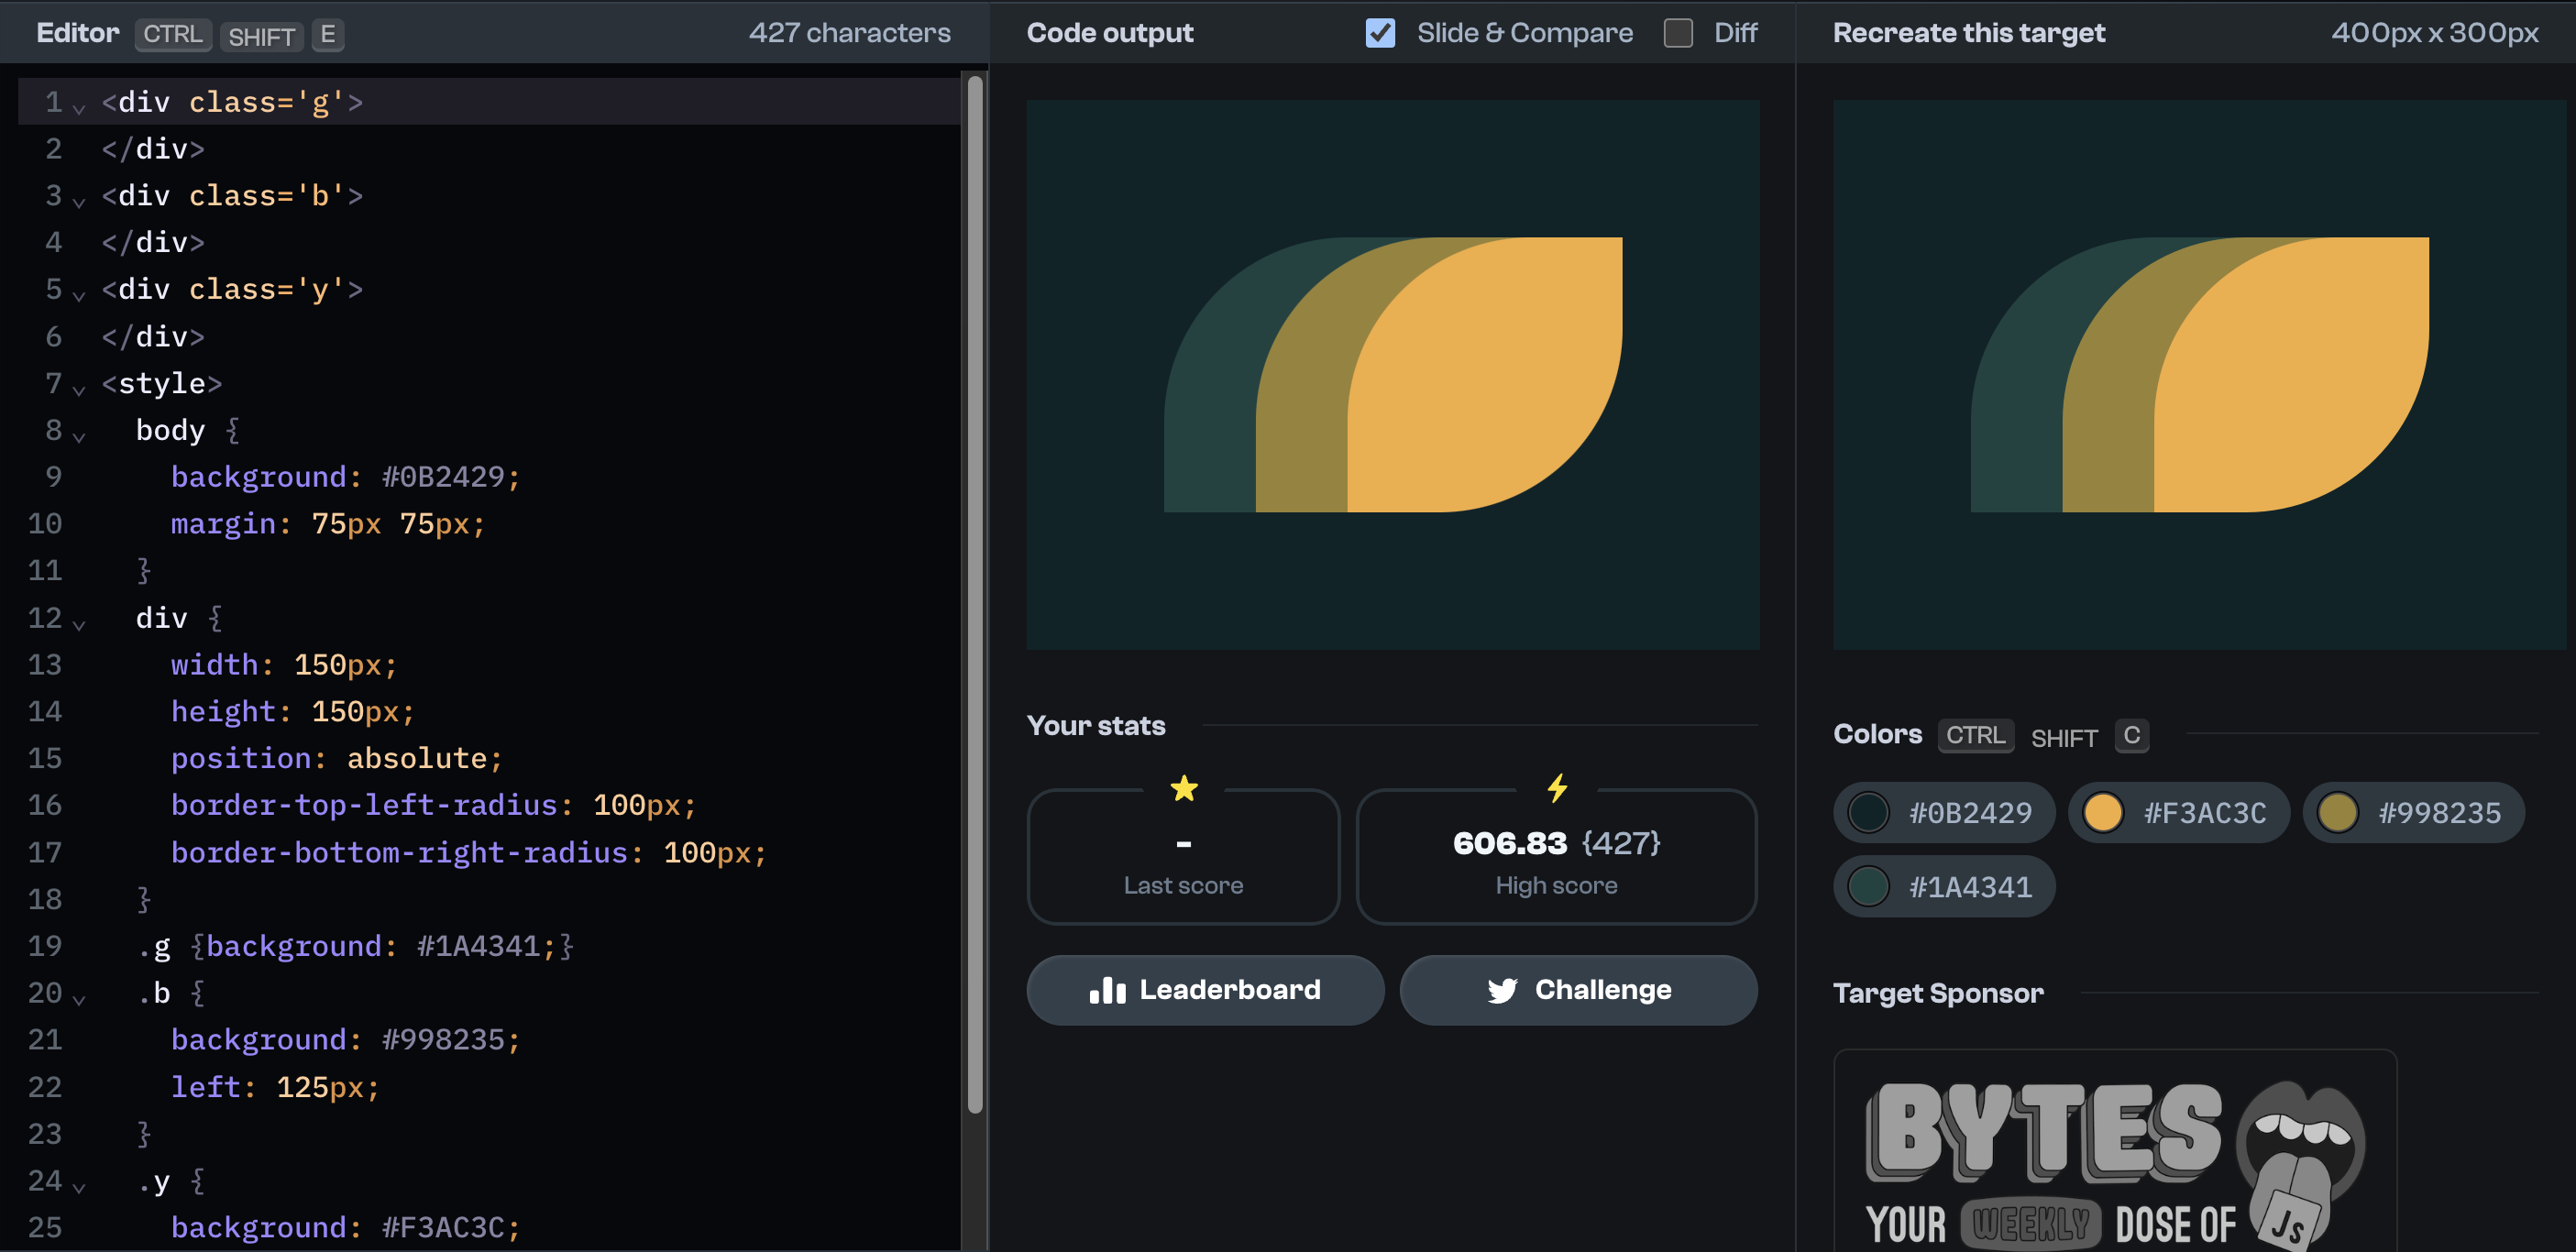 Editor CTRL SHIFT E 427 characters
1 <div class='g'>
2 </div>
3 <div class='b'>
4 </div>
5 <div class='y'>
6 </div>
7 <style>
8 body {
9 background: #0B2429;
10 margin: 75px 75px;
11 }
12 div {
13 width: 150px;
14 height: 150px;
15 position: absolute;
16 border-top-left-radius: 100px;
17 border-bottom-right-radius: 100px;
18 }
19 .g {background: #1A4341;}
20 .b {
21 background: #998235;
22 left: 125px;
23 }
24 .y {
25 background: #F3AC3C;
Code output Slide & Compare Diff
Your stats
-
Last score
606.83 {427}
High score
Leaderboard
Challenge
Recreate this target 400px x 300px
Colors CTRL SHIFT C
#0B2429 #F3AC3C #998235
#1A4341
Target Sponsor
BYTES
YOUR WEEKLY DOSE OF
JS